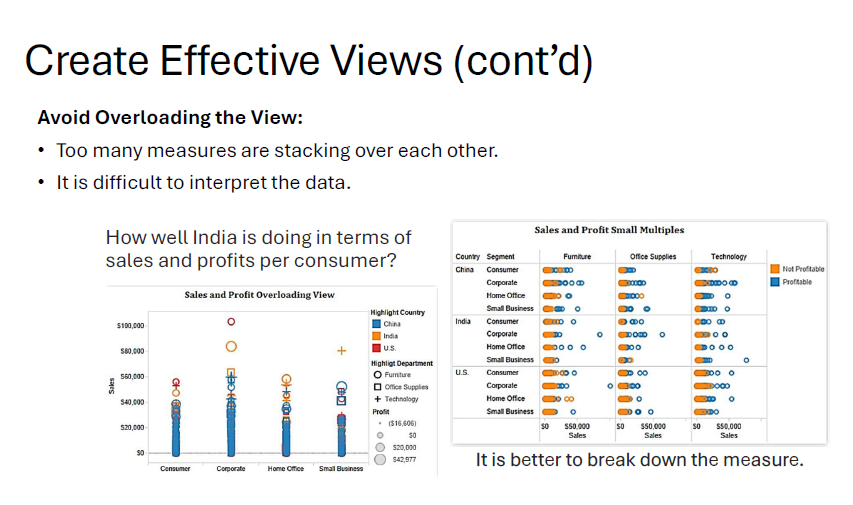 Create Effective Views (cont’d)
Avoid Overloading the View:
• Too many measures are stacking over each other.
• It is difficult to interpret the data.
How well India is doing in terms of
sales and profits per consumer?
Sales and Profit Overloading View
Sales
$100,000
$80,000
$60,000
$40,000
$20,000
$0
Consumer Corporate Home Office Small Business
Highlight Country
China
India
U.S.
Highligt Department
Furniture
Office Supplies
Technology
Profit
($16,606)
$0
$20,000
$42,977
Sales and Profit Small Multiples
Country Segment Furniture Office Supplies Technology
China Consumer
Corporate
Home Office
Small Business
India Consumer
Corporate
Home Office
Small Business
U.S. Consumer
Corporate
Home Office
Small Business
$0 $50,000 $0 $50,000 $0 $50,000
Sales Sales Sales
Not Profitable
Profitable
It is better to break down the measure.